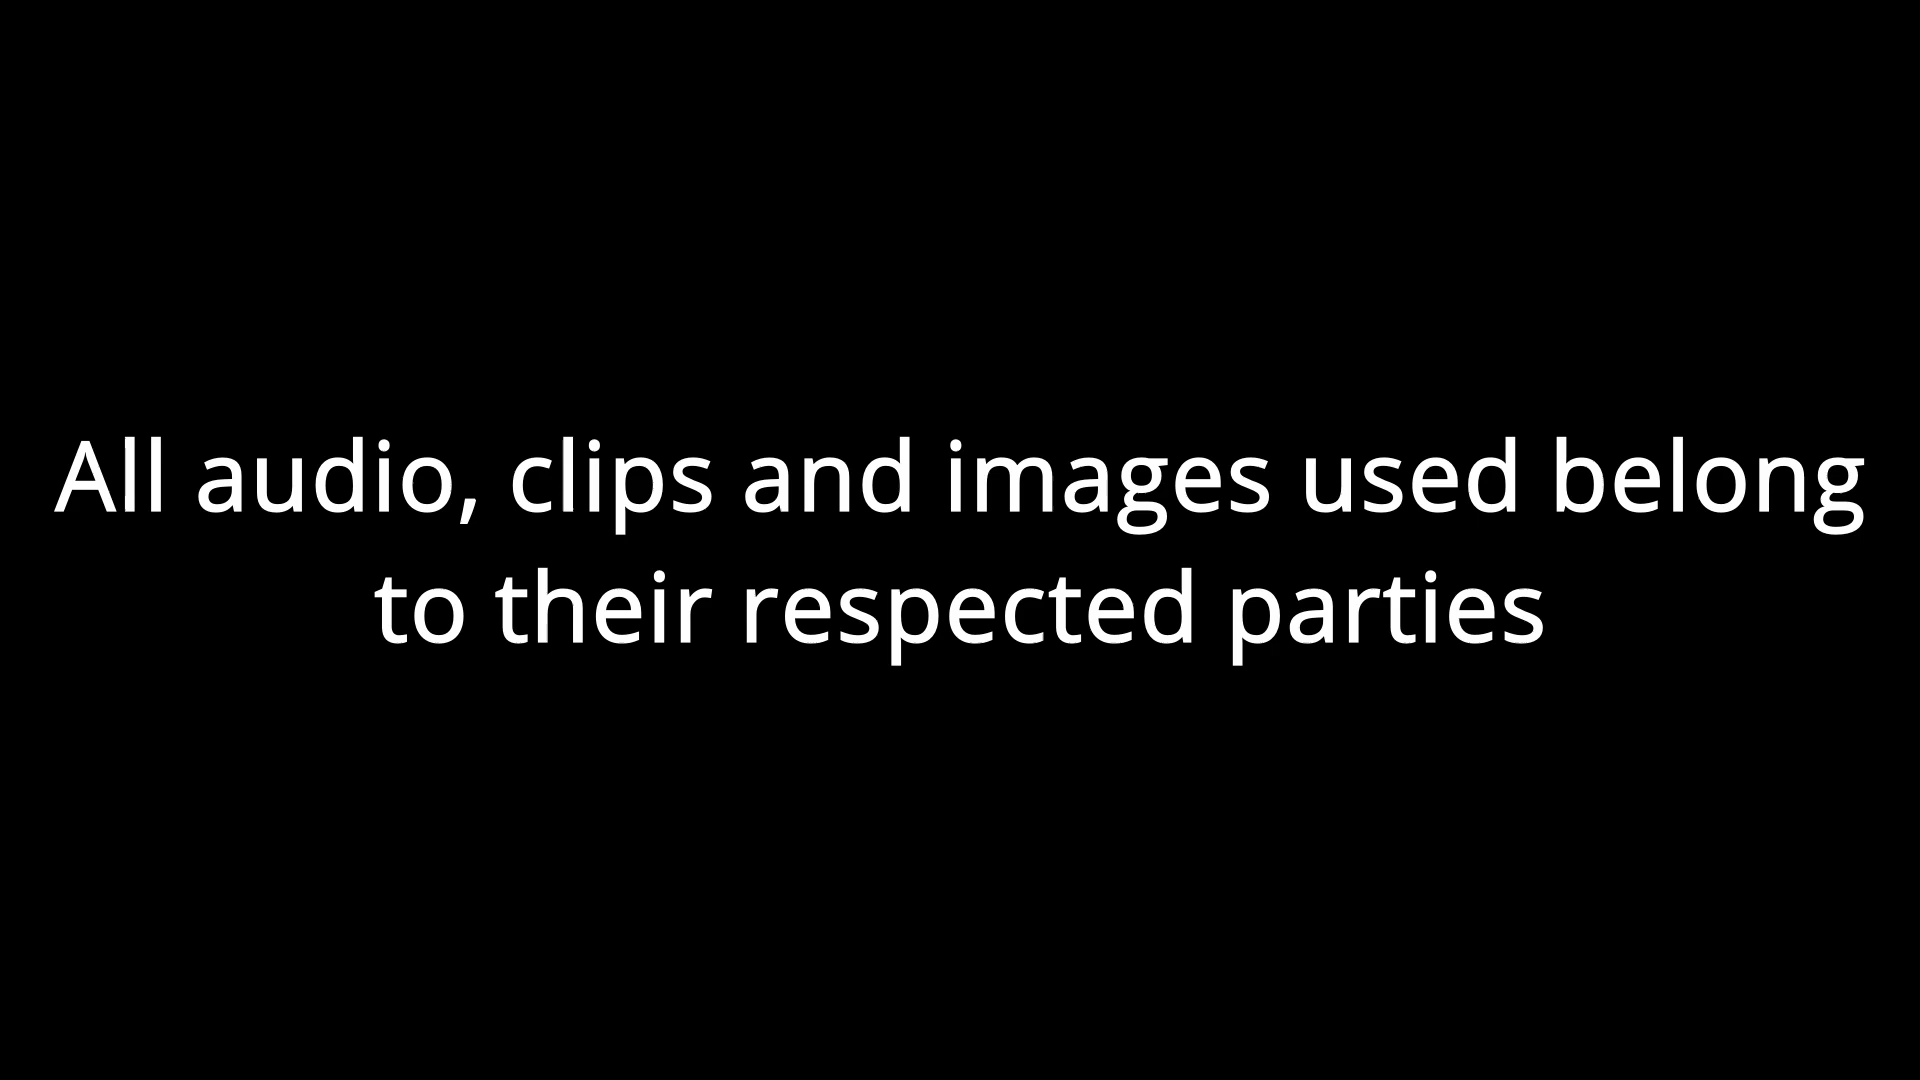 All audio, clips and images used belong
to their respected parties